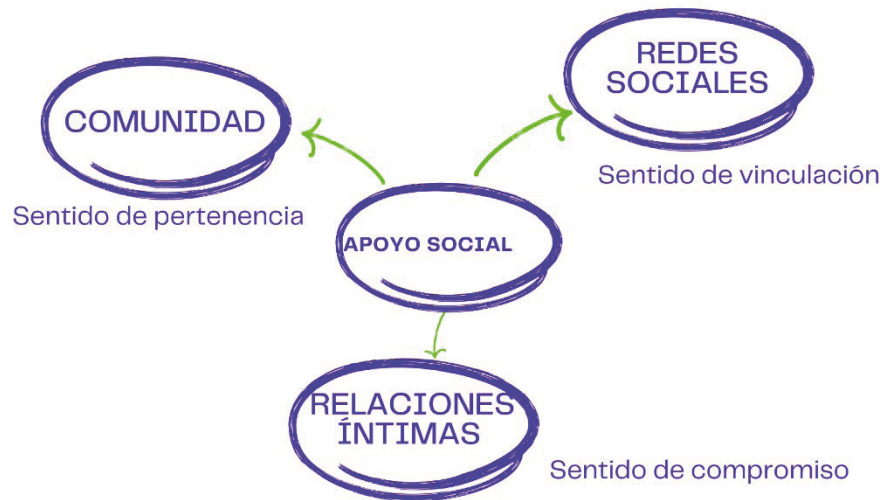 REDES
SOCIALES
COMUNIDAD
Sentido de vinculación
Sentido de pertenencia
APOYO SOCIAL
RELACIONES
ÍNTIMAS
Sentido de compromiso